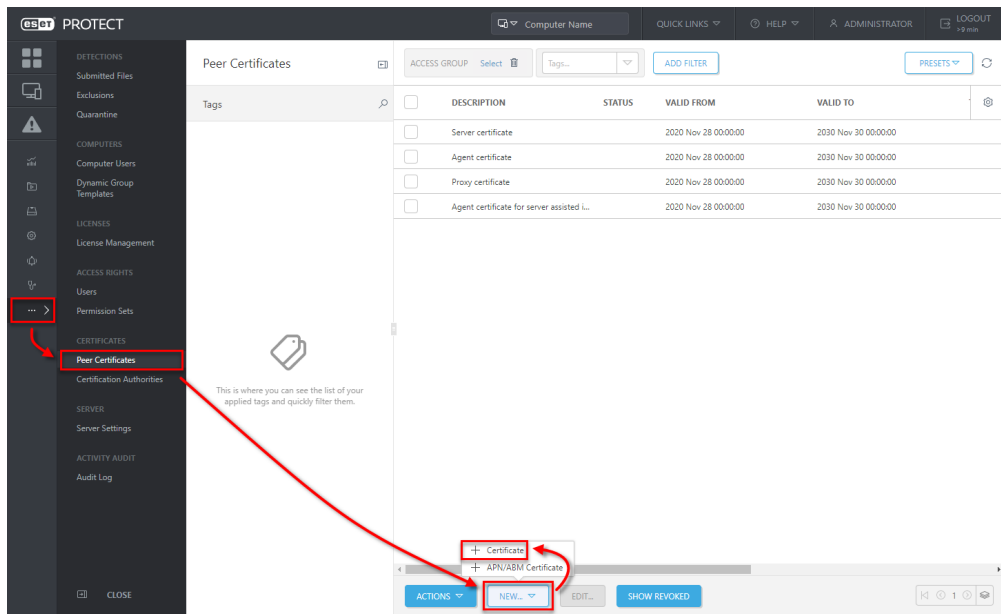 eset PROTECT
Computer Name
QUICK LINKS
HELP
ADMINISTRATOR
LOGOUT
>9 min
DETECTIONS
Submitted Files
Exclusions
Quarantine
COMPUTERS
Computer Users
Dynamic Group
Templates
LICENSES
License Management
ACCESS RIGHTS
Users
Permission Sets
CERTIFICATES
Peer Certificates
Certification Authorities
SERVER
Server Settings
ACTIVITY AUDIT
Audit Log
CLOSE
Peer Certificates
Tags
This is where you can see the list of your
applied tags and quickly filter them.
ACCESS GROUP Select Tags... ADD FILTER PRESETS
DESCRIPTION STATUS VALID FROM VALID TO
Server certificate 2020 Nov 28 00:00:00 2030 Nov 30 00:00:00
Agent certificate 2020 Nov 28 00:00:00 2030 Nov 30 00:00:00
Proxy certificate 2020 Nov 28 00:00:00 2030 Nov 30 00:00:00
Agent certificate for server assisted i... 2020 Nov 28 00:00:00 2030 Nov 30 00:00:00
+ Certificate
+ APN/ABM Certificate
ACTIONS NEW... EDIT... SHOW REVOKED 1